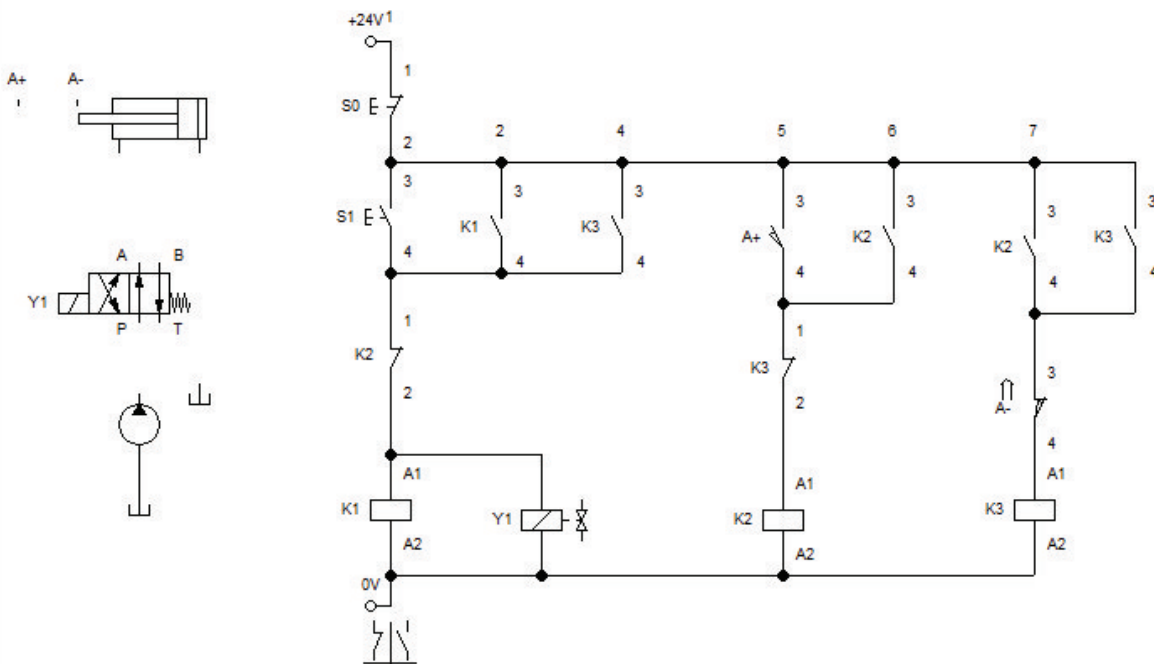 +24V 1
A+ A-
1
S0
2 2 4 5 6 7
3 3 3 3 3 3 3
S1 K1 K3 A+ K2 K2 K3
4 4 4 4 4 4 4
A B
Y1
P T
1 1
K2 K3
2 2
3
A-
4
A1 A1 A1
K1 Y1 K2 K3
A2 A2 A2
0V